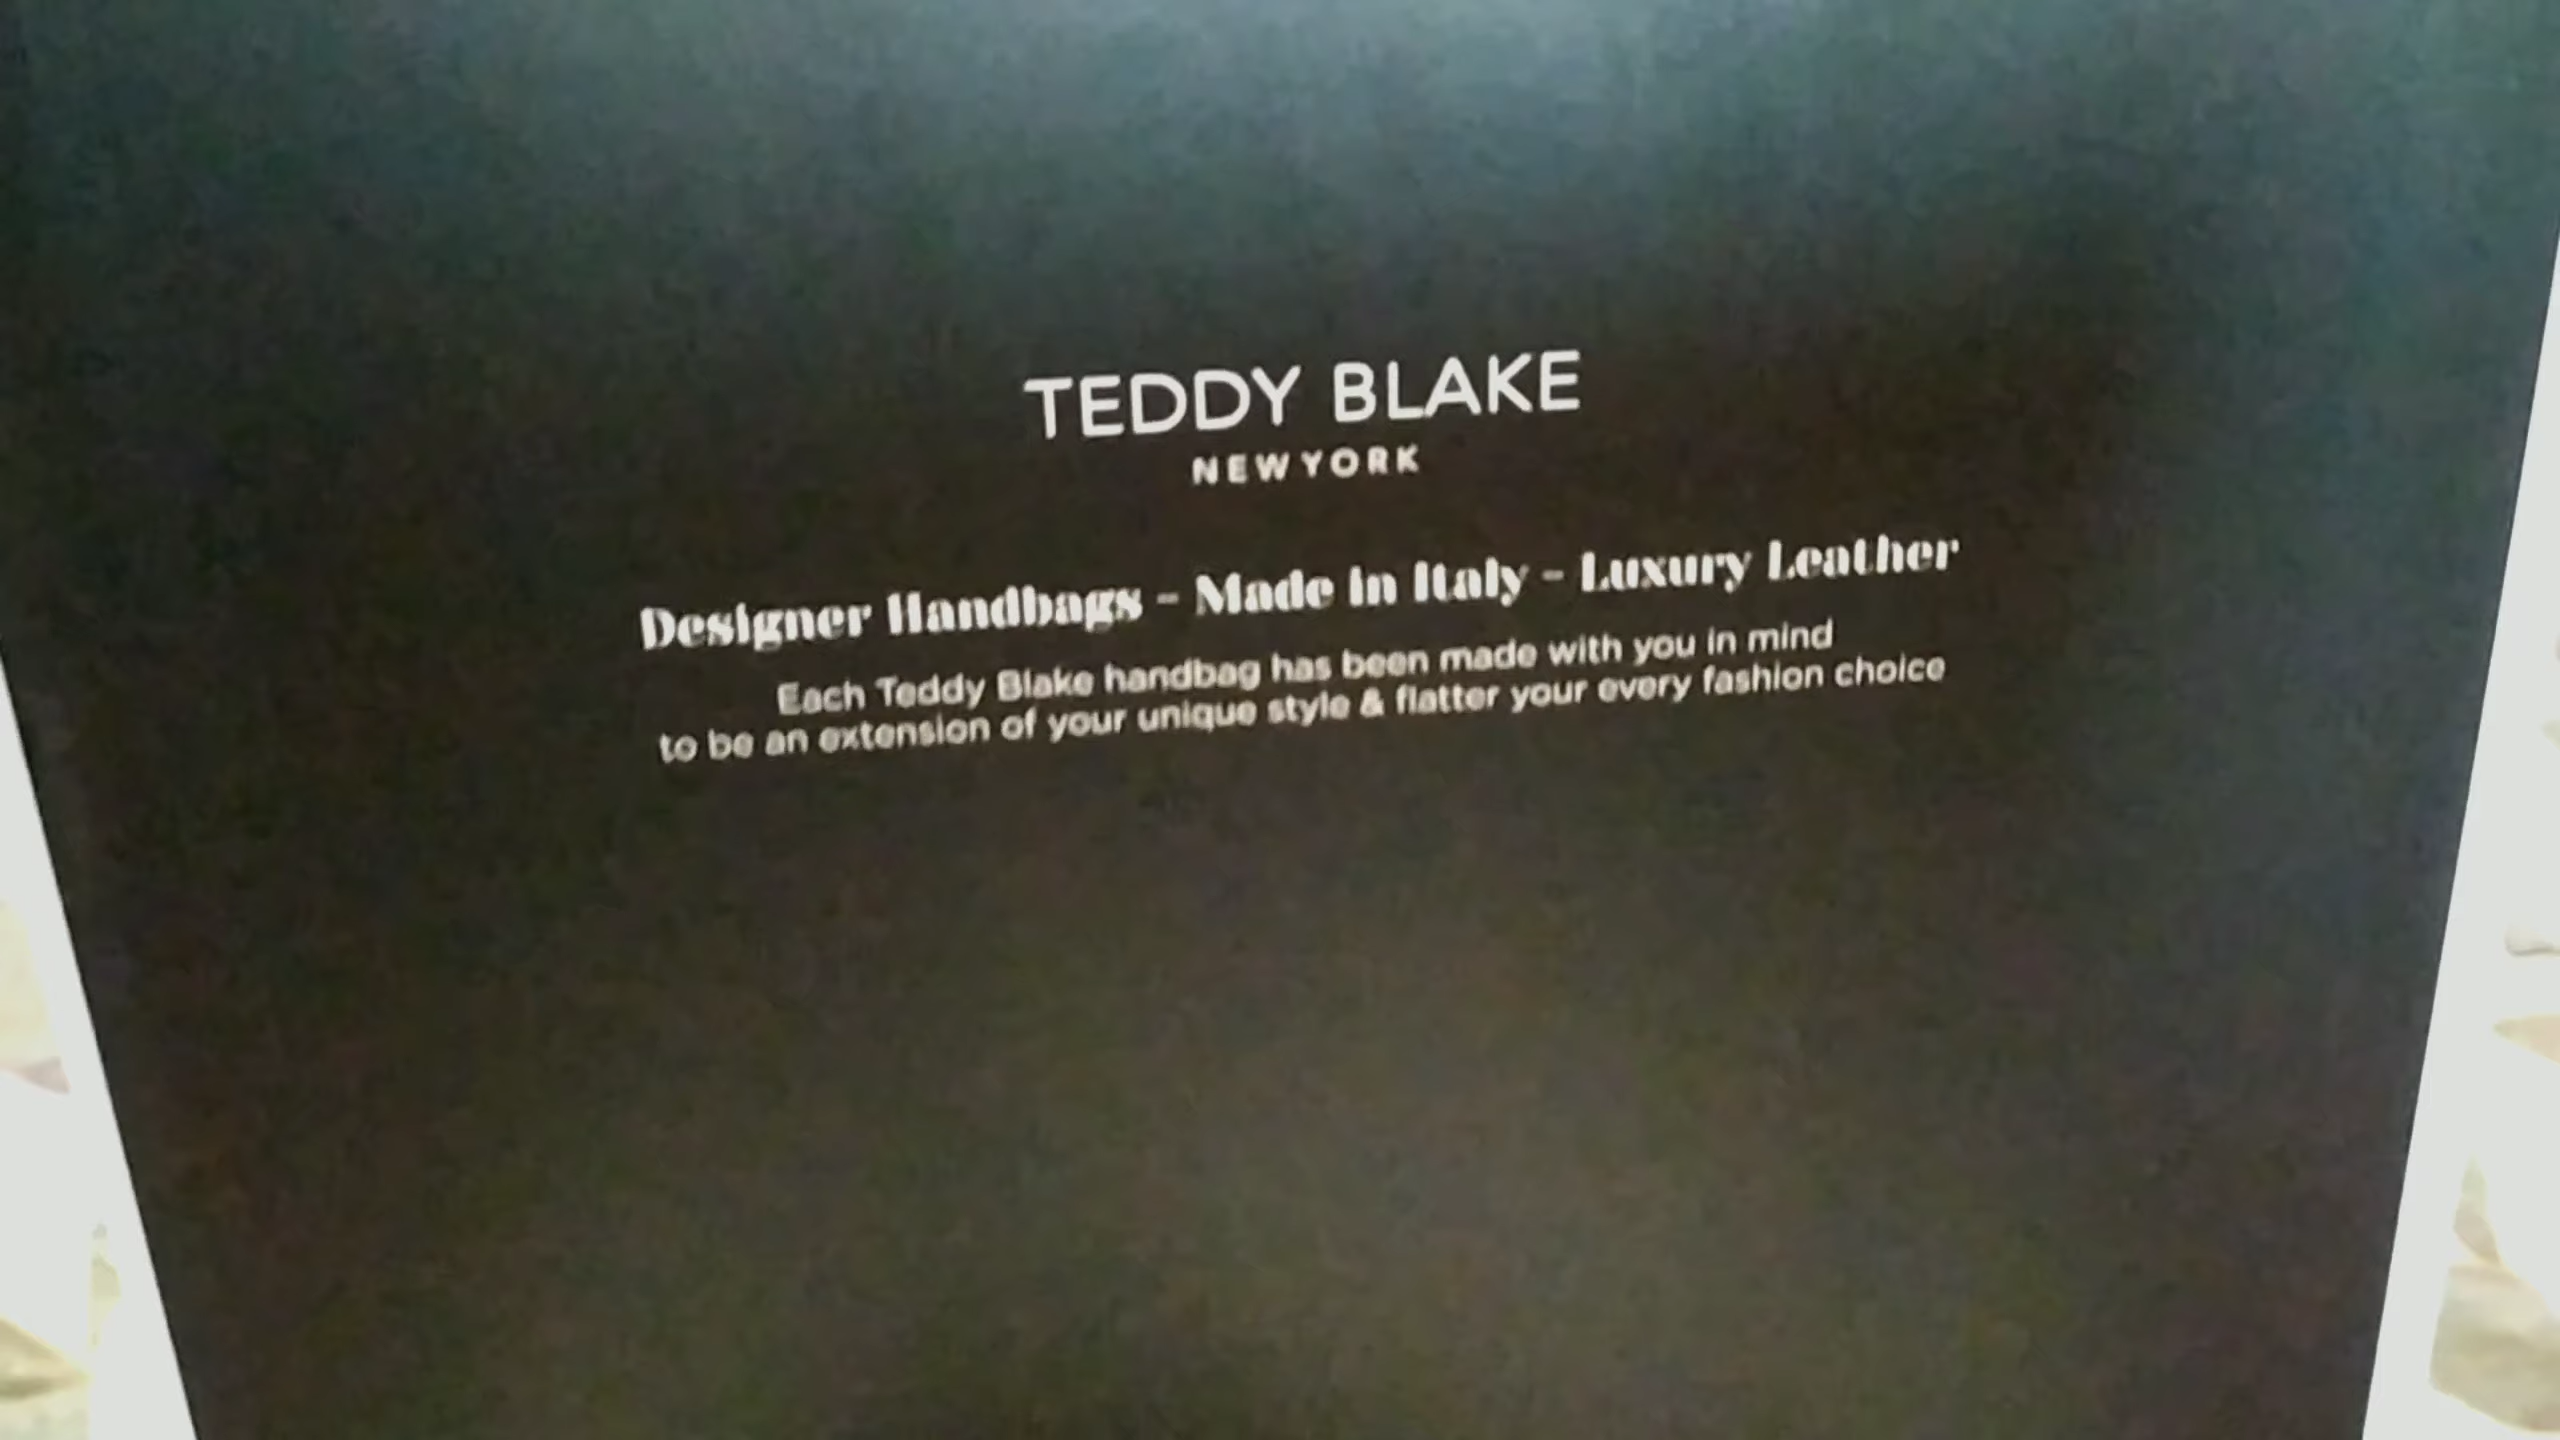 TEDDY BLAKE
NEW YORK
Designer Handbags - Made in Italy - Luxury Leather
Each Teddy Blake handbag has been made with you in mind
to be an extension of your unique style & flatter your every fashion choice